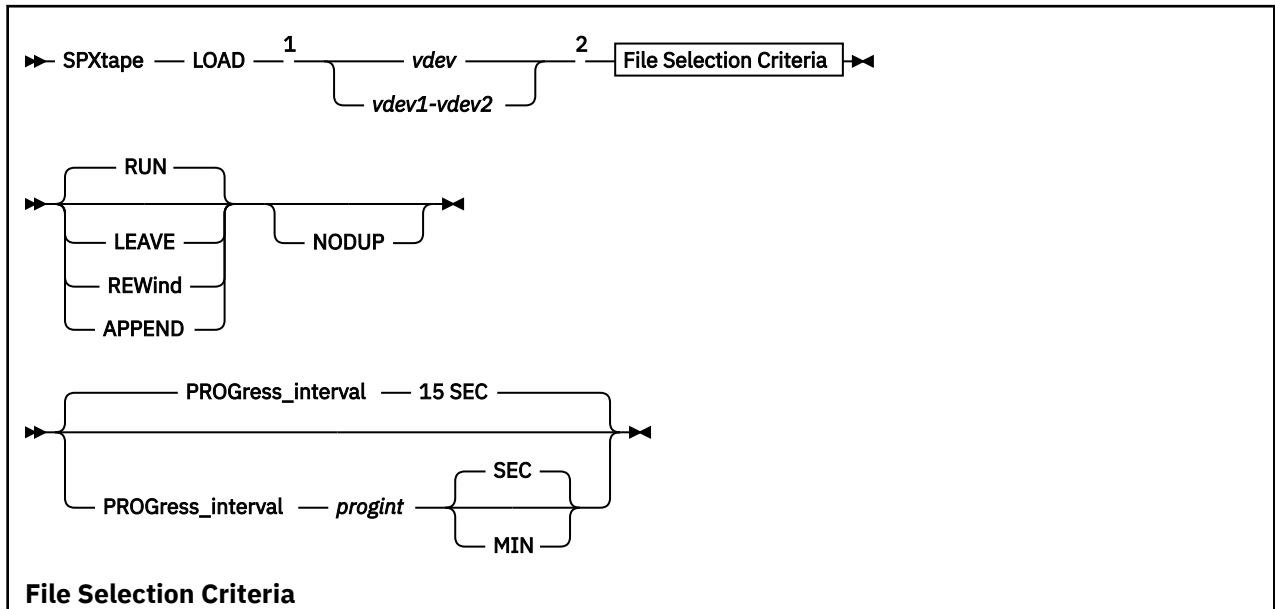 1 2
SPXtape LOAD vdev File Selection Criteria
vdev1-vdev2
RUN
LEAVE NODUP
REWind
APPEND
PROGress_interval 15 SEC
SEC
PROGress_interval progint
MIN
File Selection Criteria